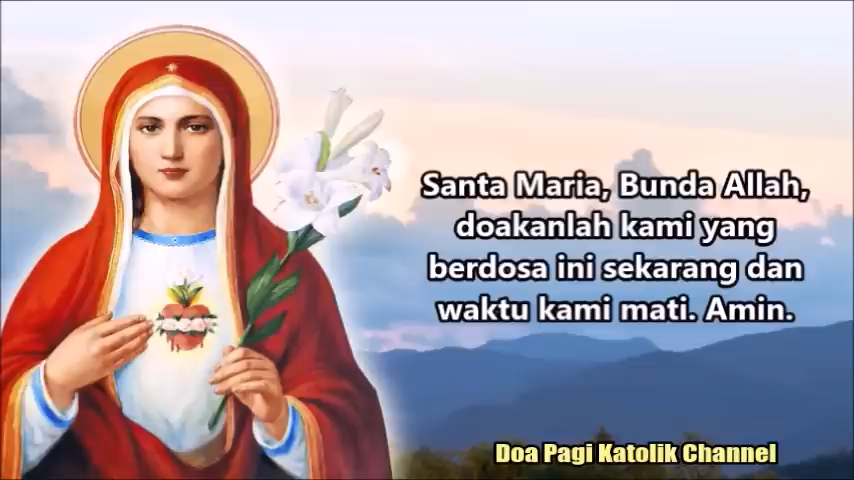 Santa Maria, Bunda Allah,
doakanlah kami yang
berdosa ini sekarang dan
waktu kami mati. Amin.
Doa Pagi Katolik Channel